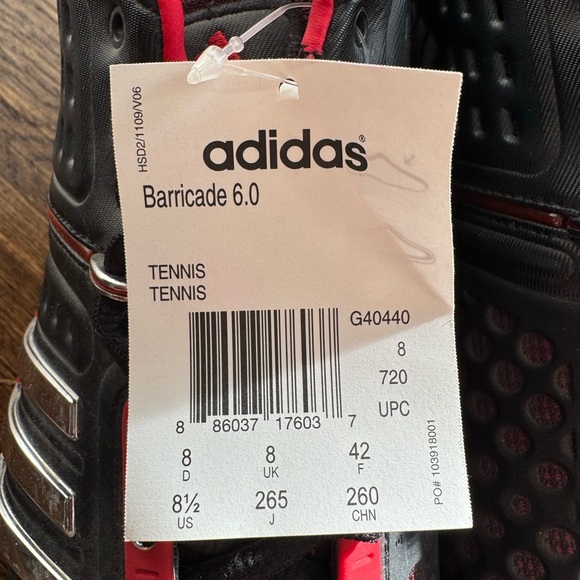 HSD2/1109/V06
adidas®
Barricade 6.0
TENNIS
TENNIS
G40440
8
720
UPC
8 86037 17603 7
8 8 42
D UK F
8½ 265 260
US J CHN
PO# 103918001